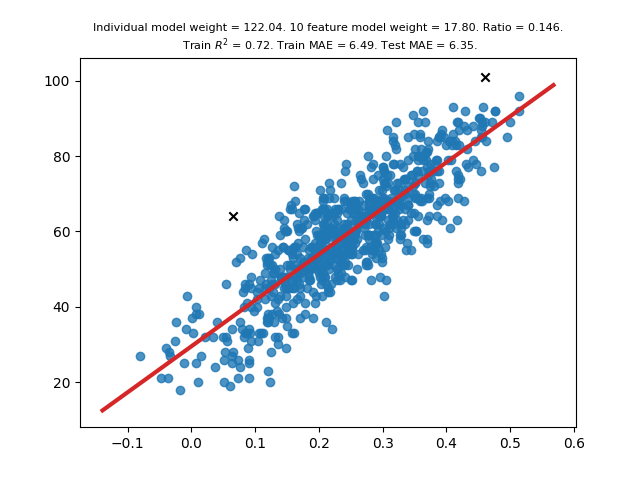 Individual model weight = 122.04. 10 feature model weight = 17.80. Ratio = 0.146.
Train R² = 0.72. Train MAE = 6.49. Test MAE = 6.35.
100
80
60
40
20
−0.1 0.0 0.1 0.2 0.3 0.4 0.5 0.6